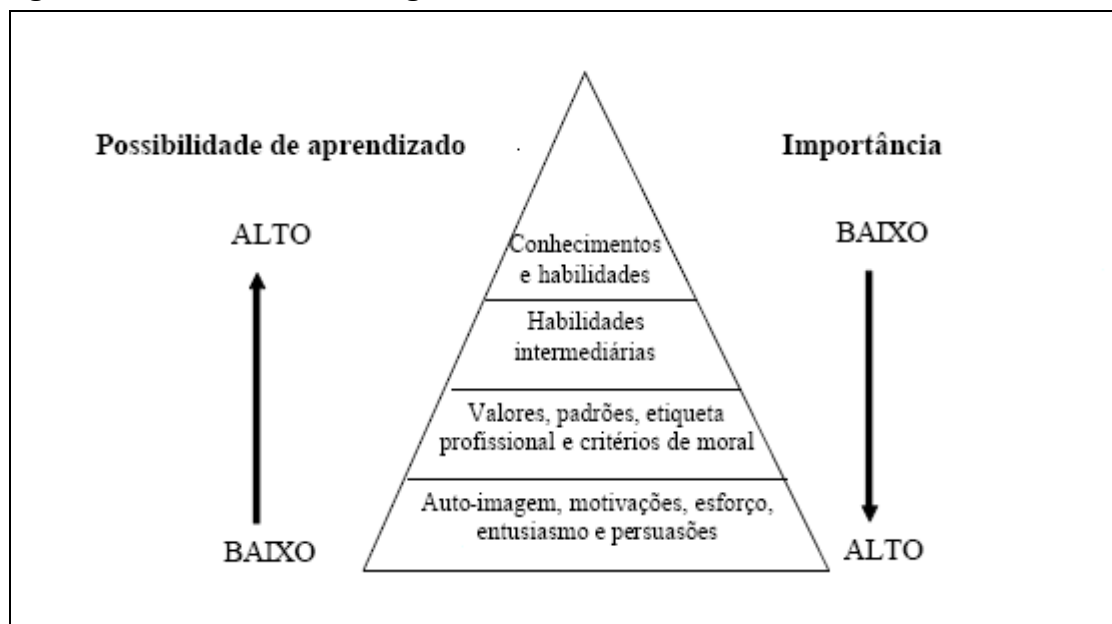 Possibilidade de aprendizado
Importância
ALTO
BAIXO
Conhecimentos
e habilidades
Habilidades
intermediárias
Valores, padrões, etiqueta
profissional e critérios de moral
Auto-imagem, motivações, esforço,
entusiasmo e persuasões
BAIXO
ALTO